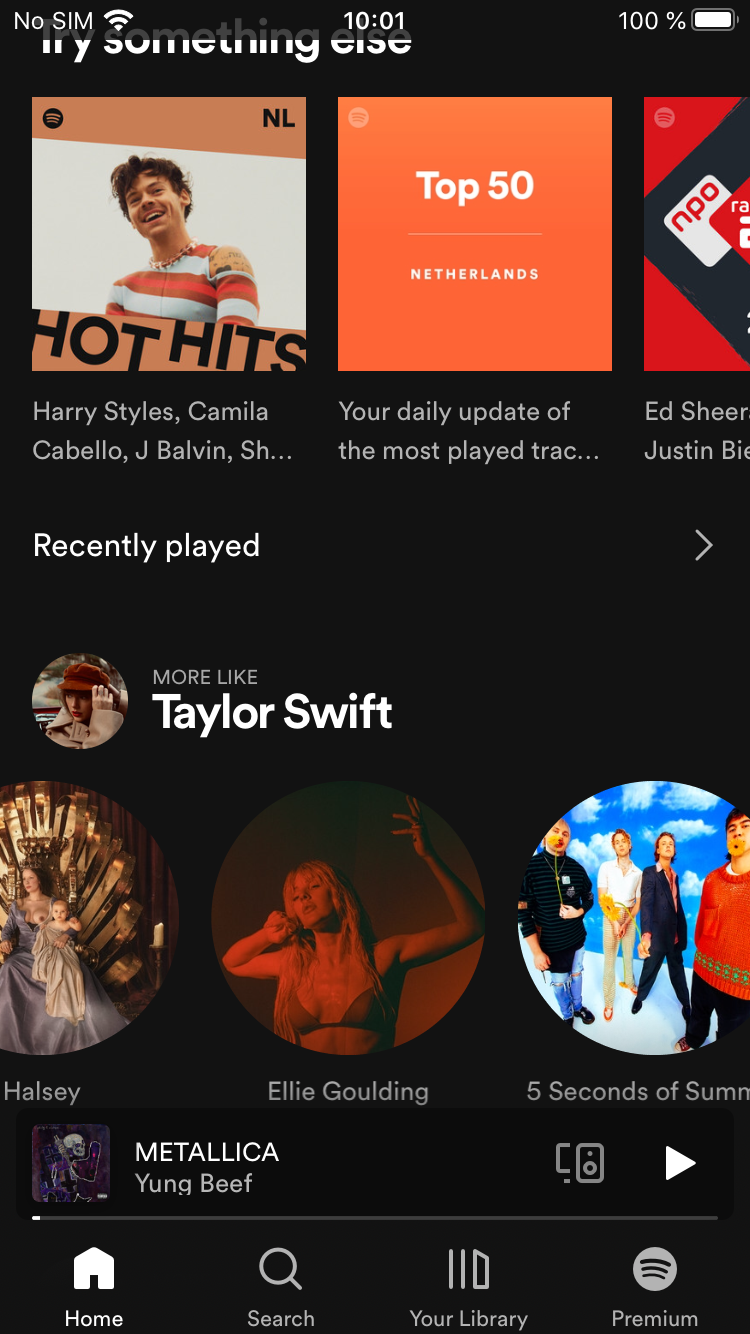 No SIM 10:01 100 %
Try something else
NL
HOT HITS
Top 50
NETHERLANDS
npo
Harry Styles, Camila
Cabello, J Balvin, Sh...
Your daily update of
the most played trac...
Ed Sheer
Justin Bie
Recently played
MORE LIKE
Taylor Swift
Halsey
Ellie Goulding
5 Seconds of Summ
METALLICA
Yung Beef
Home
Search
Your Library
Premium